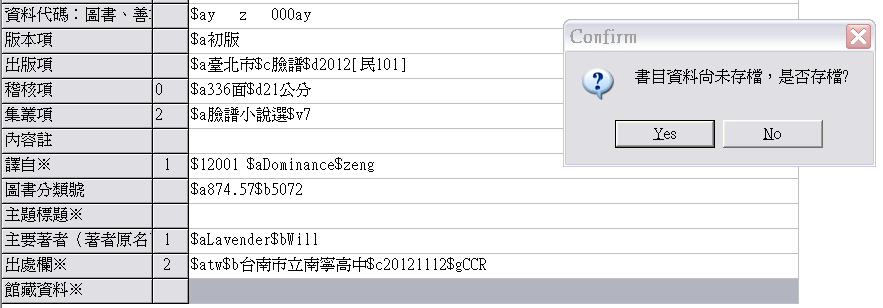 資料代碼：圖書、善 $ay   z   000ay
版本項 $a初版
出版項 $a臺北市$c臉譜$d2012[民101]
稽核項 0 $a336面$d21公分
集叢項 2 $a臉譜小說選$v7
內容註
譯自※ 1 $12001 $aDominance$zeng
圖書分類號 $a874.57$b5072
主題標題※
主要著者（著者原名 1 $aLavender$bWill
出處欄※ 2 $atw$b台南市立南寧高中$c20121112$gCCR
館藏資料※
Confirm
書目資料尚未存檔，是否存檔?
Yes
No